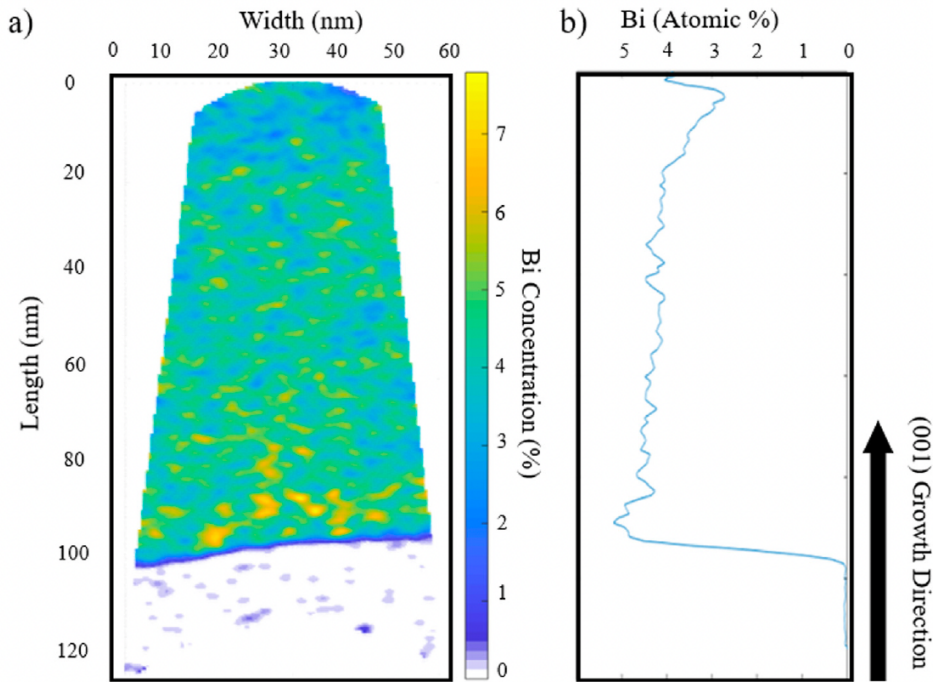 a)
Width (nm)
0 10 20 30 40 50 60
Length (nm)
0
20
40
60
80
100
120
7
6
5
4
3
2
1
0
Bi Concentration (%)
b)
Bi (Atomic %)
5 4 3 2 1 0
(001) Growth Direction